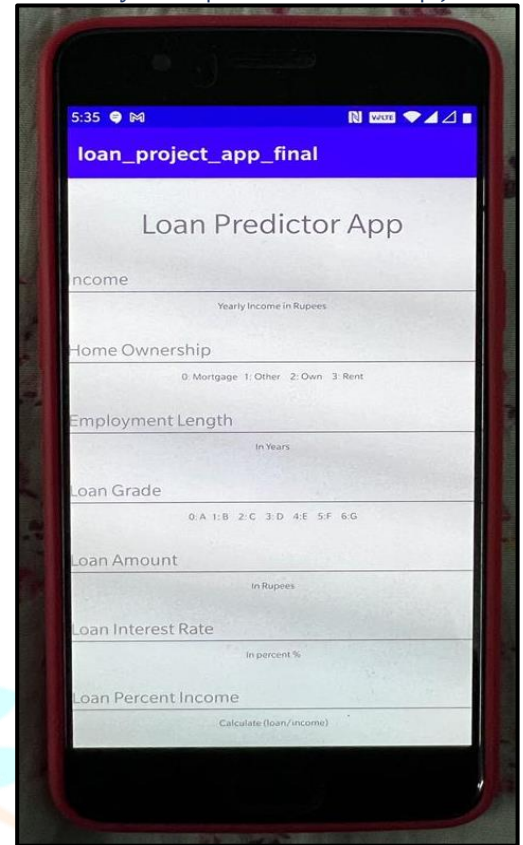 5:35
VoLTE
loan_project_app_final
Loan Predictor App
Income
Yearly Income in Rupees
Home Ownership
0: Mortgage 1: Other 2: Own 3: Rent
Employment Length
In Years
Loan Grade
0:A 1:B 2:C 3:D 4:E 5:F 6:G
Loan Amount
In Rupees
Loan Interest Rate
In percent %
Loan Percent Income
Calculate (loan/income)